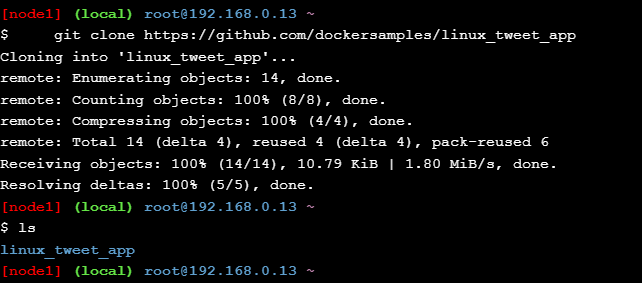 [node1] (local) root@192.168.0.13 ~
$     git clone https://github.com/dockersamples/linux_tweet_app
Cloning into 'linux_tweet_app'...
remote: Enumerating objects: 14, done.
remote: Counting objects: 100% (8/8), done.
remote: Compressing objects: 100% (4/4), done.
remote: Total 14 (delta 4), reused 4 (delta 4), pack-reused 6
Receiving objects: 100% (14/14), 10.79 KiB | 1.80 MiB/s, done.
Resolving deltas: 100% (5/5), done.
[node1] (local) root@192.168.0.13 ~
$ ls
linux_tweet_app
[node1] (local) root@192.168.0.13 ~